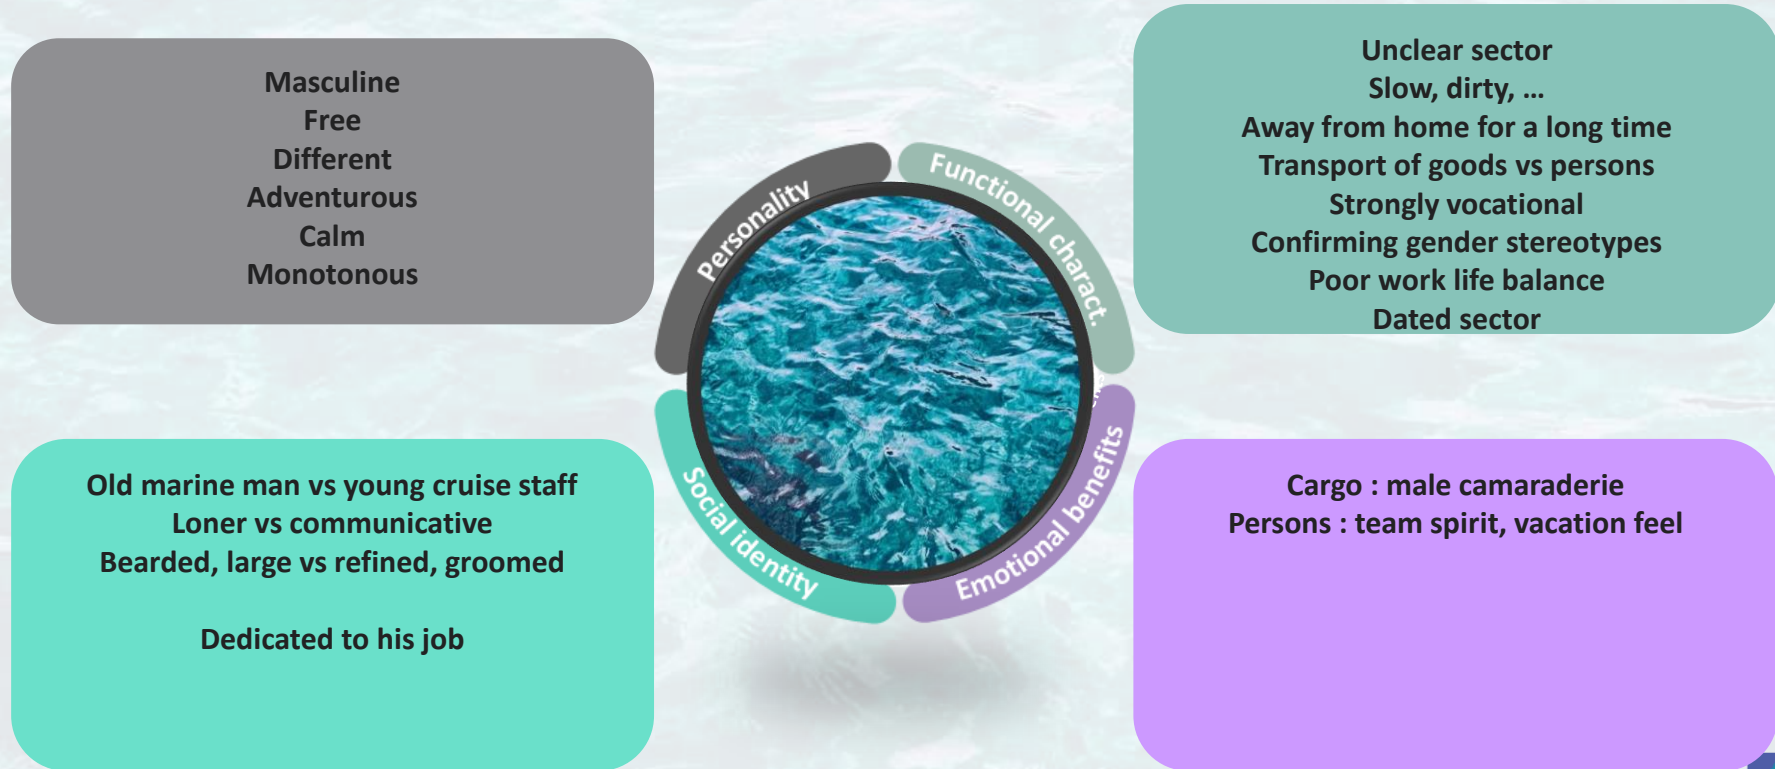 Masculine
Free
Different
Adventurous
Calm
Monotonous
Unclear sector
Slow, dirty, ...
Away from home for a long time
Transport of goods vs persons
Strongly vocational
Confirming gender stereotypes
Poor work life balance
Dated sector
Personality
Functional charact.
Social identity
Emotional benefits
Old marine man vs young cruise staff
Loner vs communicative
Bearded, large vs refined, groomed
Dedicated to his job
Cargo : male camaraderie
Persons : team spirit, vacation feel